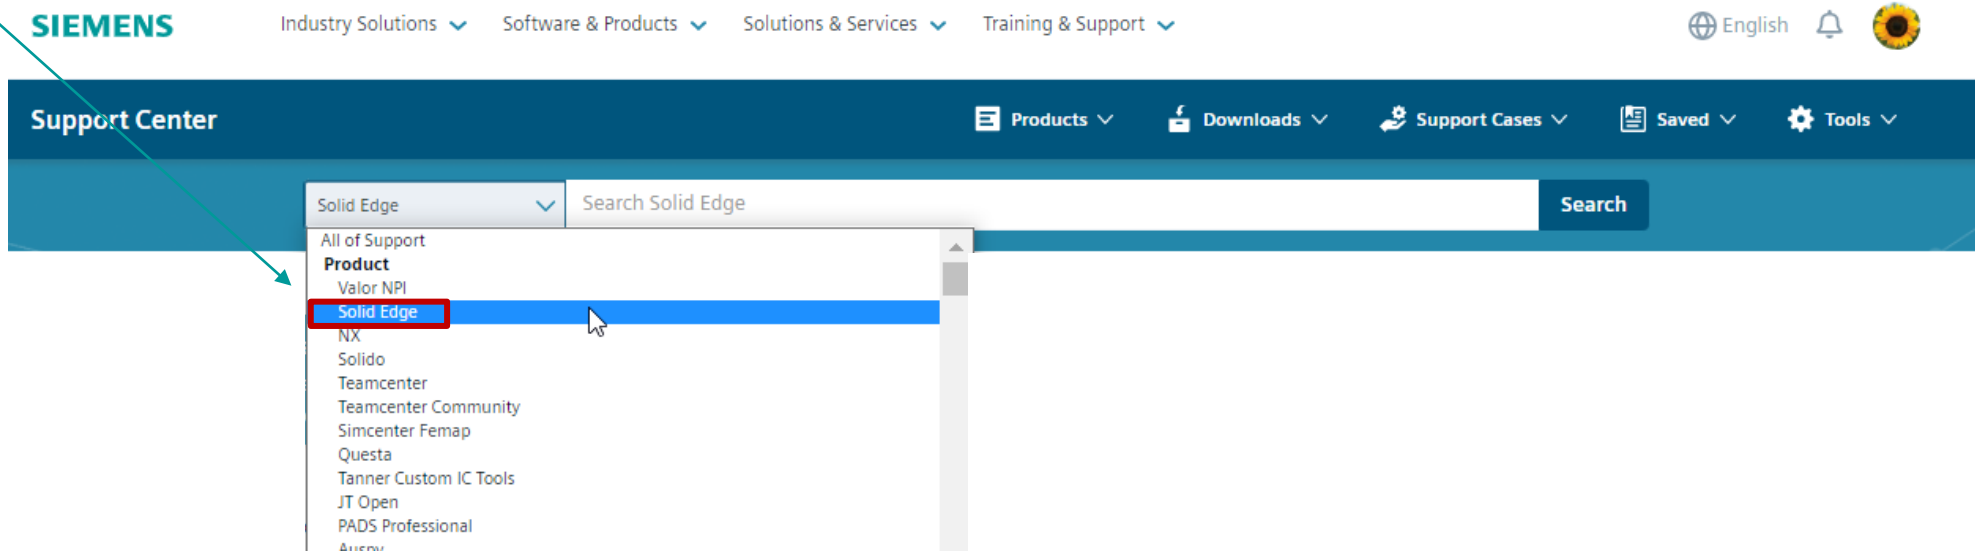 SIEMENS
Industry Solutions
Software & Products
Solutions & Services
Training & Support
English
Support Center
Products
Downloads
Support Cases
Saved
Tools
Solid Edge
Search Solid Edge
Search
All of Support
Product
Valor NPI
Solid Edge
NX
Solido
Teamcenter
Teamcenter Community
Simcenter Femap
Questa
Tanner Custom IC Tools
JT Open
PADS Professional